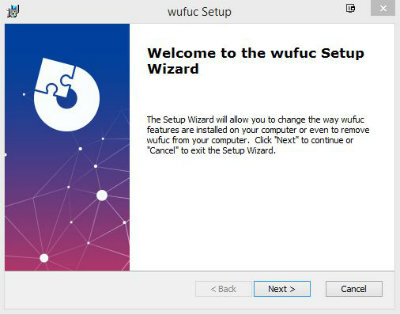 wufuc Setup
Welcome to the wufuc Setup
Wizard
The Setup Wizard will allow you to change the way wufuc
features are installed on your computer or even to remove
wufuc from your computer. Click "Next" to continue or
"Cancel" to exit the Setup Wizard.
< Back
Next >
Cancel